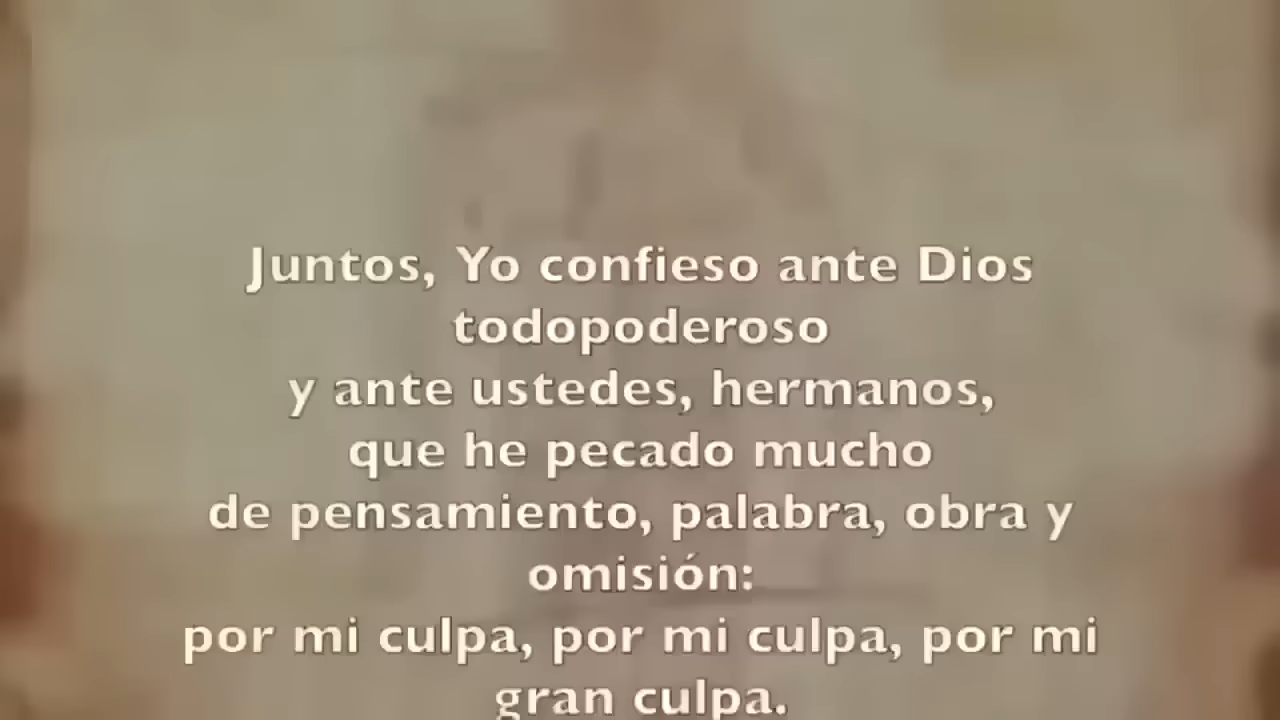 Juntos, Yo confieso ante Dios
todopoderoso
y ante ustedes, hermanos,
que he pecado mucho
de pensamiento, palabra, obra y
omisión:
por mi culpa, por mi culpa, por mi
gran culpa.